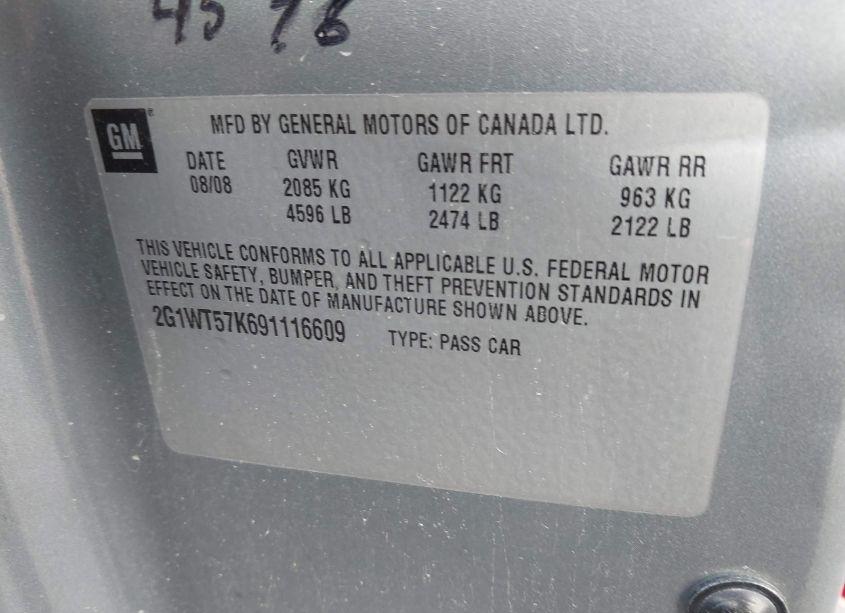 45 76
GM
MFD BY GENERAL MOTORS OF CANADA LTD.
DATE GVWR GAWR FRT GAWR RR
08/08 2085 KG 1122 KG 963 KG
4596 LB 2474 LB 2122 LB
THIS VEHICLE CONFORMS TO ALL APPLICABLE U.S. FEDERAL MOTOR
VEHICLE SAFETY, BUMPER, AND THEFT PREVENTION STANDARDS IN
EFFECT ON THE DATE OF MANUFACTURE SHOWN ABOVE.
2G1WT57K691116609 TYPE: PASS CAR